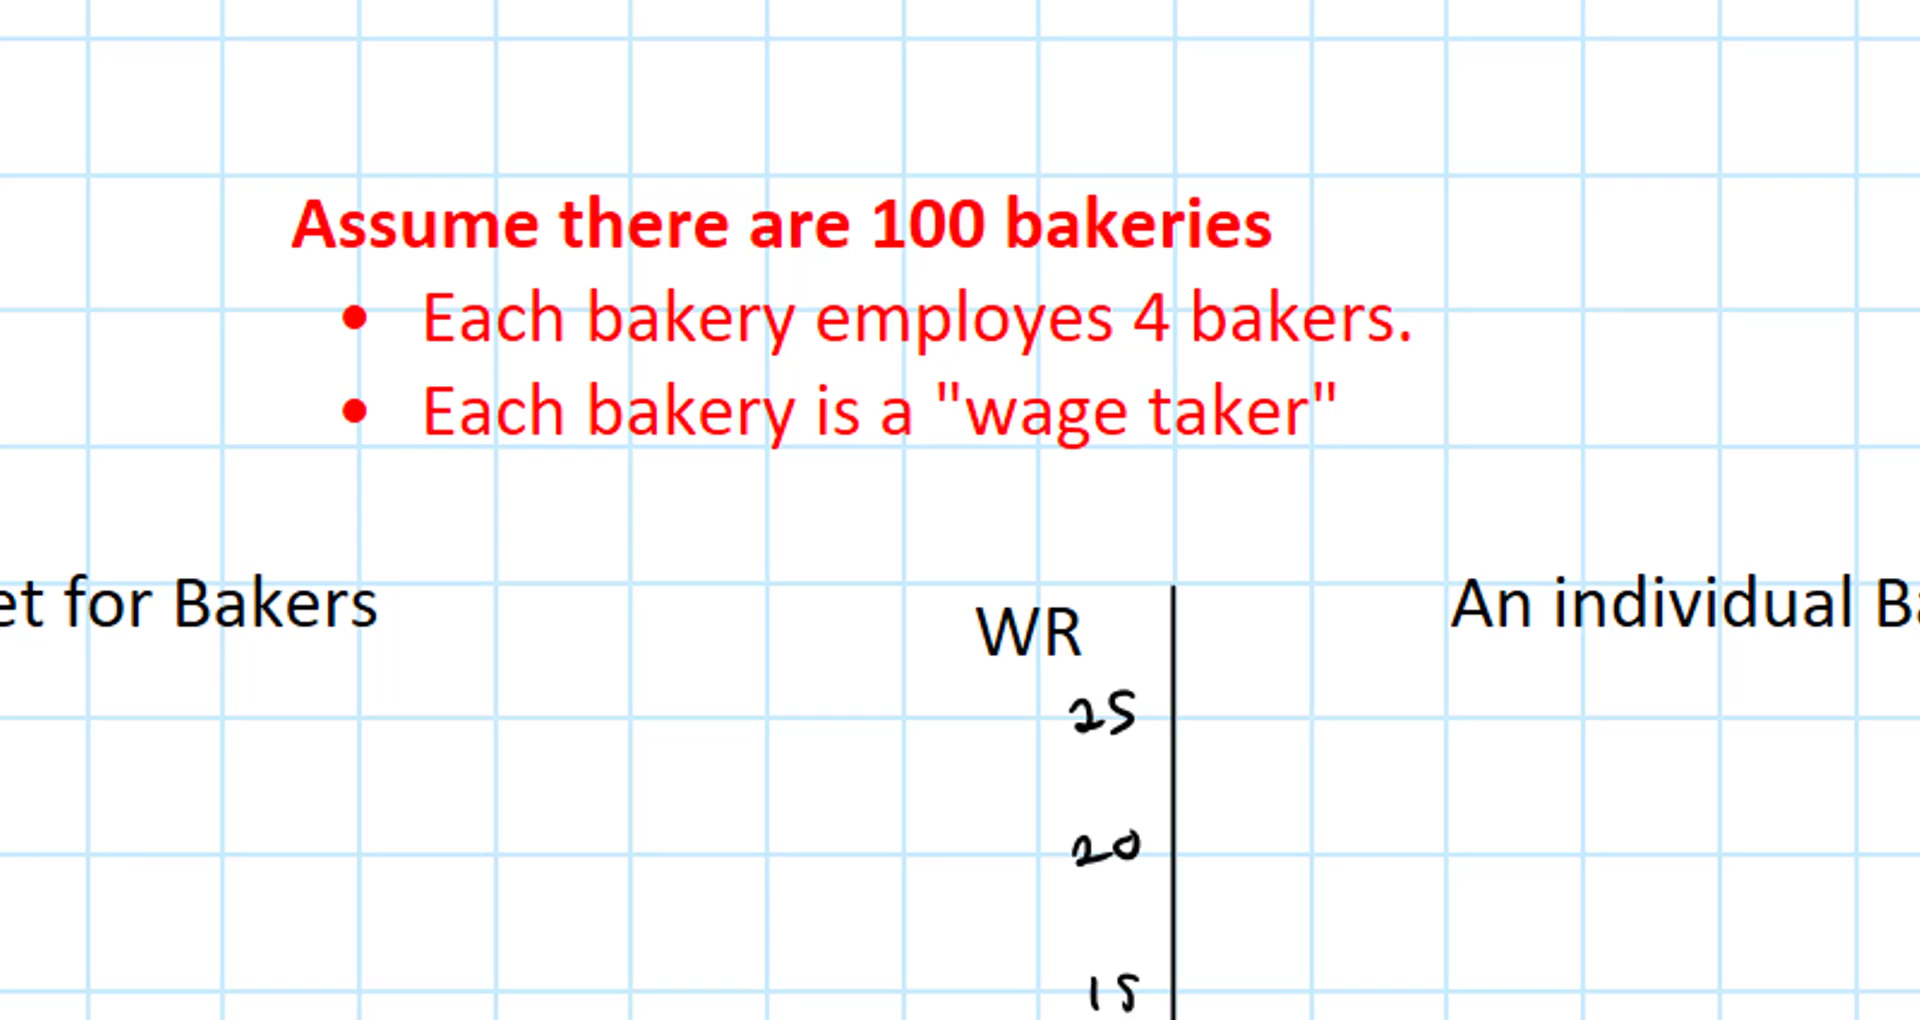 Assume there are 100 bakeries
• Each bakery employes 4 bakers.
• Each bakery is a "wage taker"
et for Bakers
WR
An individual Ba
25
20
15